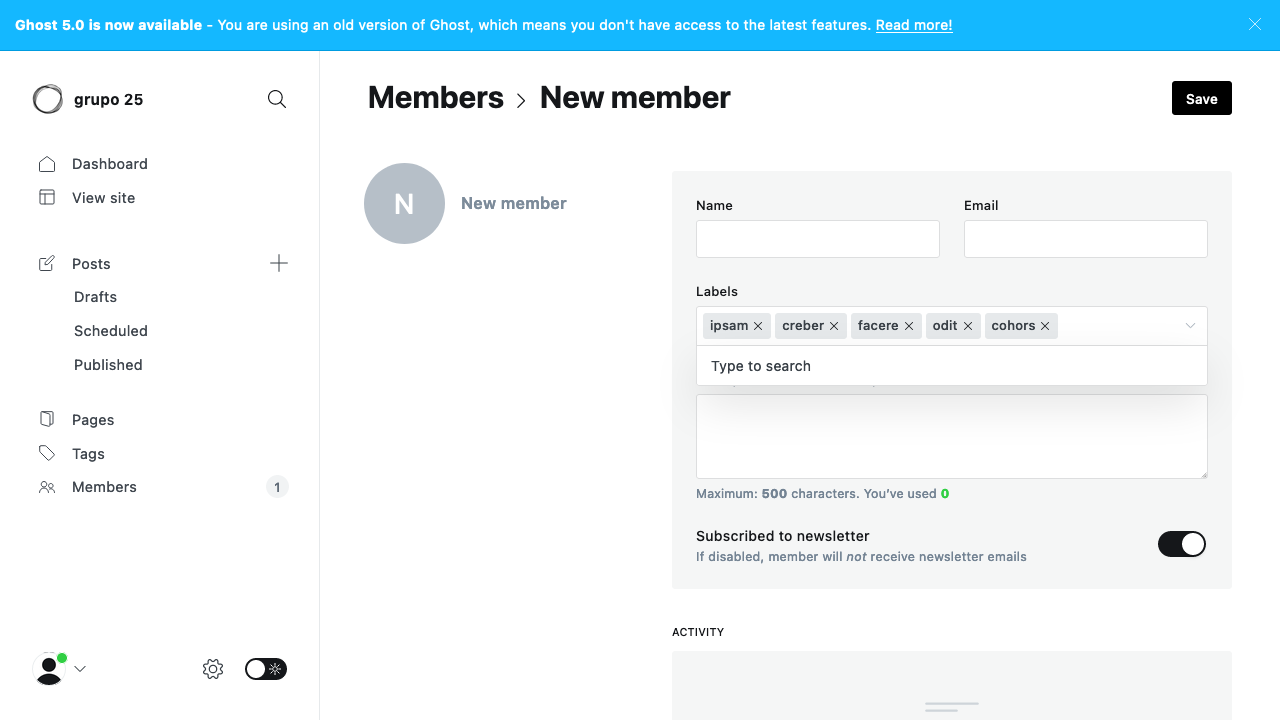 Ghost 5.0 is now available - You are using an old version of Ghost, which means you don't have access to the latest features. Read more!
grupo 25
Members > New member
Save
Dashboard
View site
N
New member
Name
Email
Posts
Drafts
Scheduled
Published
Labels
ipsam × creber × facere × odit × cohors ×
Type to search
Pages
Tags
Members
1
Maximum: 500 characters. You've used 0
Subscribed to newsletter
If disabled, member will not receive newsletter emails
ACTIVITY